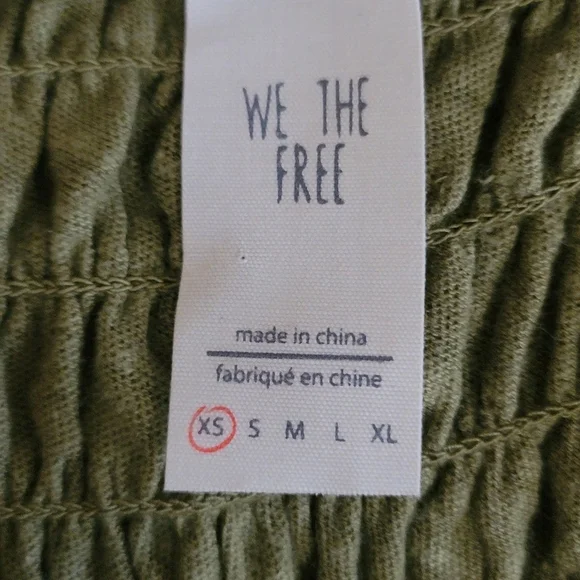 WE THE
FREE
made in china
fabriqué en chine
XS S M L XL